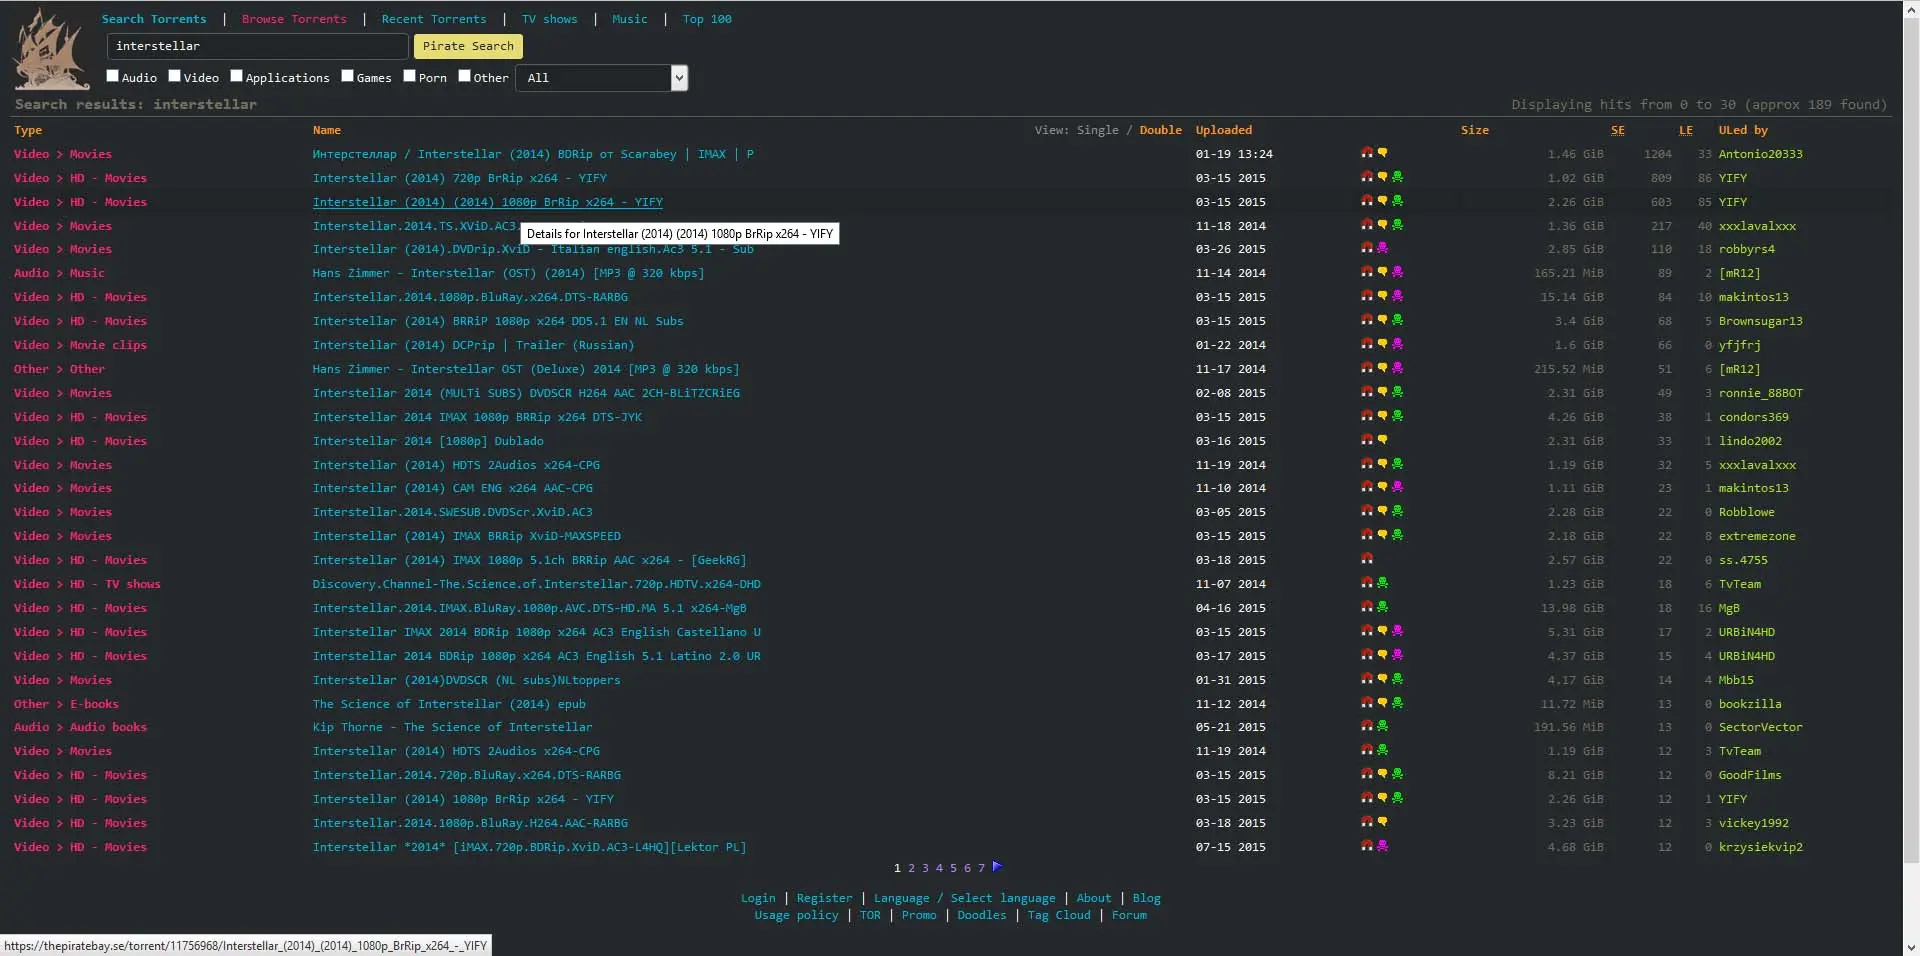 Search Torrents | Browse Torrents | Recent Torrents | TV shows | Music | Top 100
interstellar Pirate Search
Audio Video Applications Games Porn Other All
Search results: interstellar Displaying hits from 0 to 30 (approx 189 found)
Type Name View: Single / Double Uploaded Size SE LE ULed by
Video > Movies Интерстеллар / Interstellar (2014) BDRip от Scarabey | IMAX | P 01-19 13:24 1.46 GiB 1204 33 Antonio20333
Video > HD - Movies Interstellar (2014) 720p BrRip x264 - YIFY 03-15 2015 1.02 GiB 809 86 YIFY
Video > HD - Movies Interstellar (2014) (2014) 1080p BrRip x264 - YIFY 03-15 2015 2.26 GiB 603 85 YIFY
Video > Movies Interstellar.2014.TS.XViD.AC3. 11-18 2014 1.36 GiB 217 40 xxxlavalxxx
Details for Interstellar (2014) (2014) 1080p BrRip x264 - YIFY
Video > Movies Interstellar (2014).DVDrip.XviD - Italian english.Ac3 5.1 - Sub 03-26 2015 2.85 GiB 110 18 robbyrs4
Audio > Music Hans Zimmer - Interstellar (OST) (2014) [MP3 @ 320 kbps] 11-14 2014 165.21 MiB 89 2 [mR12]
Video > HD - Movies Interstellar.2014.1080p.BluRay.x264.DTS-RARBG 03-15 2015 15.14 GiB 84 10 makintos13
Video > HD - Movies Interstellar (2014) BRRiP 1080p x264 DD5.1 EN NL Subs 03-15 2015 3.4 GiB 68 5 Brownsugar13
Video > Movie clips Interstellar (2014) DCPrip | Trailer (Russian) 01-22 2014 1.6 GiB 66 0 yfjfrj
Other > Other Hans Zimmer - Interstellar OST (Deluxe) 2014 [MP3 @ 320 kbps] 11-17 2014 215.52 MiB 51 6 [mR12]
Video > Movies Interstellar 2014 (MULTi SUBS) DVDSCR H264 AAC 2CH-BLiTZCRiEG 02-08 2015 2.31 GiB 49 3 ronnie_88BOT
Video > HD - Movies Interstellar 2014 IMAX 1080p BRRip x264 DTS-JYK 03-15 2015 4.26 GiB 38 1 condors369
Video > HD - Movies Interstellar 2014 [1080p] Dublado 03-16 2015 2.31 GiB 33 1 lindo2002
Video > Movies Interstellar (2014) HDTS 2Audios x264-CPG 11-19 2014 1.19 GiB 32 5 xxxlavalxxx
Video > Movies Interstellar (2014) CAM ENG x264 AAC-CPG 11-10 2014 1.11 GiB 23 1 makintos13
Video > Movies Interstellar.2014.SWESUB.DVDScr.XviD.AC3 03-05 2015 2.28 GiB 22 0 Robblowe
Video > Movies Interstellar (2014) IMAX BRRip XviD-MAXSPEED 03-15 2015 2.18 GiB 22 8 extremezone
Video > HD - Movies Interstellar (2014) IMAX 1080p 5.1ch BRRip AAC x264 - [GeekRG] 03-18 2015 2.57 GiB 22 0 ss.4755
Video > HD - TV shows Discovery.Channel-The.Science.of.Interstellar.720p.HDTV.x264-DHD 11-07 2014 1.23 GiB 18 6 TvTeam
Video > HD - Movies Interstellar.2014.IMAX.BluRay.1080p.AVC.DTS-HD.MA 5.1 x264-MgB 04-16 2015 13.98 GiB 18 16 MgB
Video > HD - Movies Interstellar IMAX 2014 BDRip 1080p x264 AC3 English Castellano U 03-15 2015 5.31 GiB 17 2 URBiN4HD
Video > HD - Movies Interstellar 2014 BDRip 1080p x264 AC3 English 5.1 Latino 2.0 UR 03-17 2015 4.37 GiB 15 4 URBiN4HD
Video > Movies Interstellar (2014)DVDSCR (NL subs)NLtoppers 01-31 2015 4.17 GiB 14 4 Mbb15
Other > E-books The Science of Interstellar (2014) epub 11-12 2014 11.72 MiB 13 0 bookzilla
Audio > Audio books Kip Thorne - The Science of Interstellar 05-21 2015 191.56 MiB 13 0 SectorVector
Video > Movies Interstellar (2014) HDTS 2Audios x264-CPG 11-19 2014 1.19 GiB 12 3 TvTeam
Video > HD - Movies Interstellar.2014.720p.BluRay.x264.DTS-RARBG 03-15 2015 8.21 GiB 12 0 GoodFilms
Video > HD - Movies Interstellar (2014) 1080p BrRip x264 - YIFY 03-15 2015 2.26 GiB 12 1 YIFY
Video > HD - Movies Interstellar.2014.1080p.BluRay.H264.AAC-RARBG 03-18 2015 3.23 GiB 12 3 vickey1992
Video > HD - Movies Interstellar *2014* [iMAX.720p.BDRip.XviD.AC3-L4HQ][Lektor PL] 07-15 2015 4.68 GiB 12 0 krzysiekvip2
1 2 3 4 5 6 7
Login | Register | Language / Select language | About | Blog
Usage policy | TOR | Promo | Doodles | Tag Cloud | Forum
https://thepiratebay.se/torrent/11756968/Interstellar_(2014)_(2014)_1080p_BrRip_x264_-_YIFY